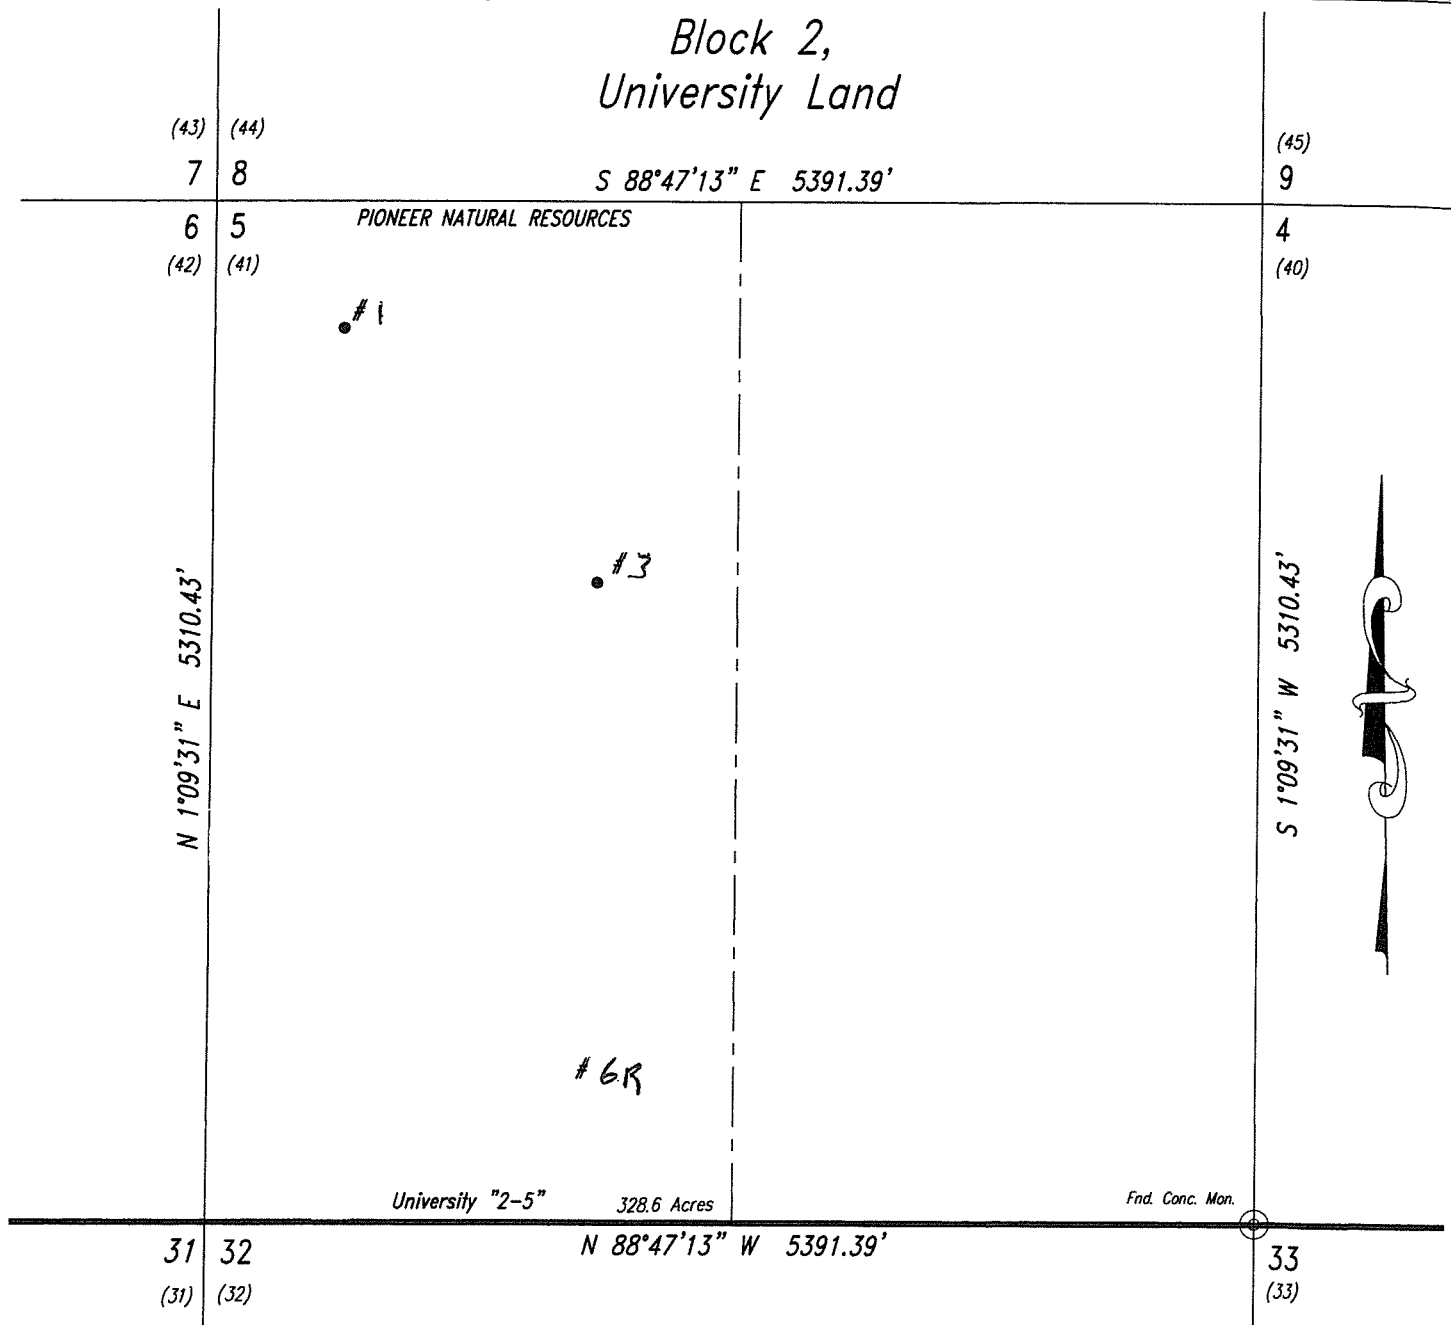 Block 2,
University Land
(43) (44)
(45)
7 8
S 88°47'13" E 5391.39'
9
PIONEER NATURAL RESOURCES
6 5
4
(42) (41)
(40)
#1
#3
N 1°09'31" E 5310.43'
S 1°09'31" W 5310.43'
#6R
University "2-5" 328.6 Acres
Fnd. Conc. Mon.
31 32
N 88°47'13" W 5391.39'
33
(31) (32)
(33)